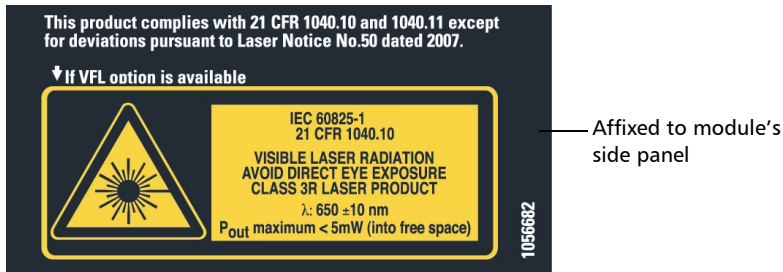 This product complies with 21 CFR 1040.10 and 1040.11 except
for deviations pursuant to Laser Notice No.50 dated 2007.
If VFL option is available
IEC 60825-1
21 CFR 1040.10
VISIBLE LASER RADIATION
AVOID DIRECT EYE EXPOSURE
CLASS 3R LASER PRODUCT
λ: 650 ±10 nm
Pout maximum < 5mW (into free space)
1056682
Affixed to module's
side panel